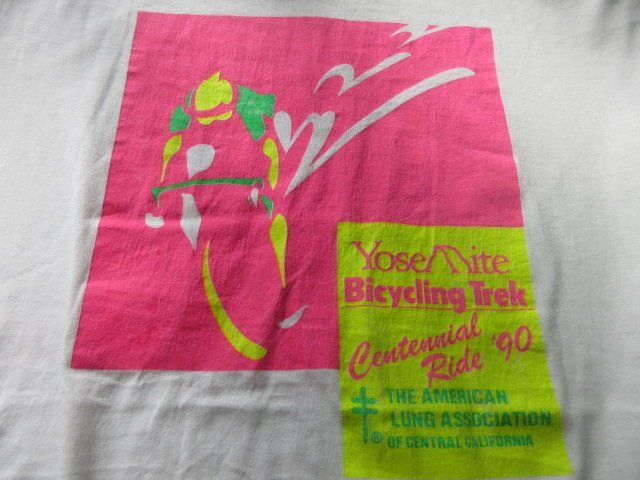 YoseMite
Bicycling Trek
Centennial
Ride '90
THE AMERICAN
LUNG ASSOCIATION
® OF CENTRAL CALIFORNIA